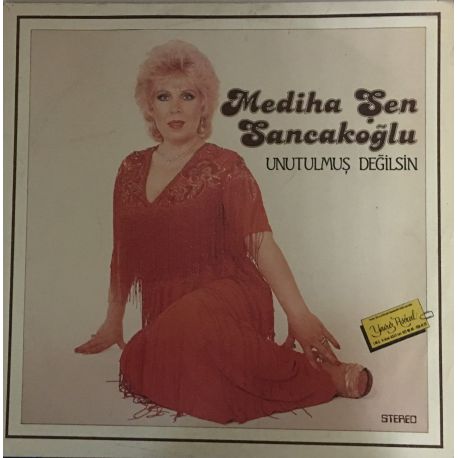 Mediha Şen
Sancakoğlu
UNUTULMUŞ DEĞİLSİN
STEREO